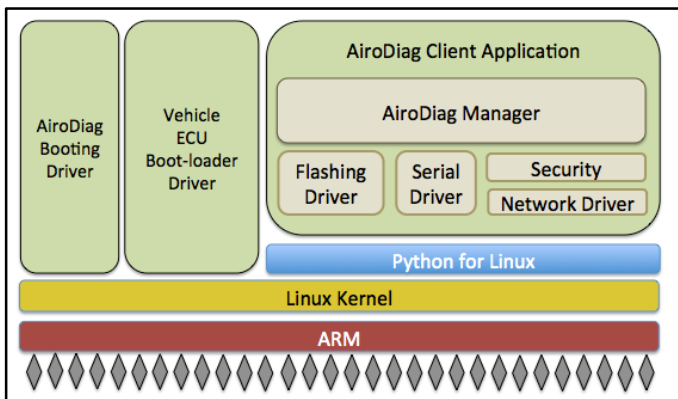 AiroDiag
Booting
Driver
Vehicle
ECU
Boot-loader
Driver
AiroDiag Client Application
AiroDiag Manager
Flashing
Driver
Serial
Driver
Security
Network Driver
Python for Linux
Linux Kernel
ARM